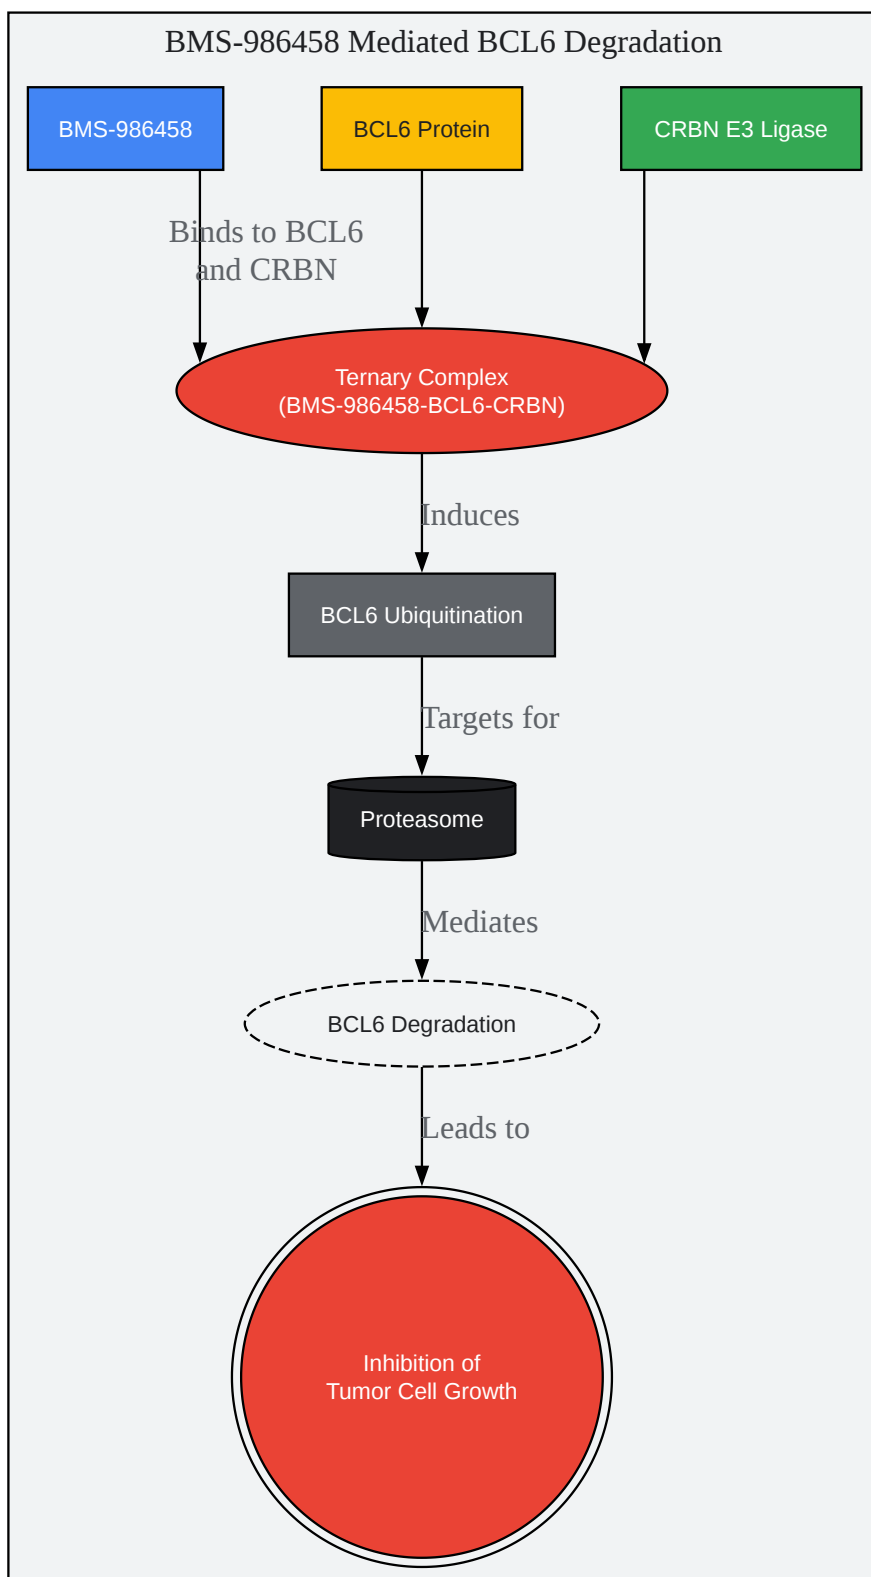 BMS-986458 Mediated BCL6 Degradation
BMS-986458
BCL6 Protein
CRBN E3 Ligase
Binds to BCL6
and CRBN
Ternary Complex
(BMS-986458-BCL6-CRBN)
Induces
BCL6 Ubiquitination
Targets for
Proteasome
Mediates
BCL6 Degradation
Leads to
Inhibition of
Tumor Cell Growth